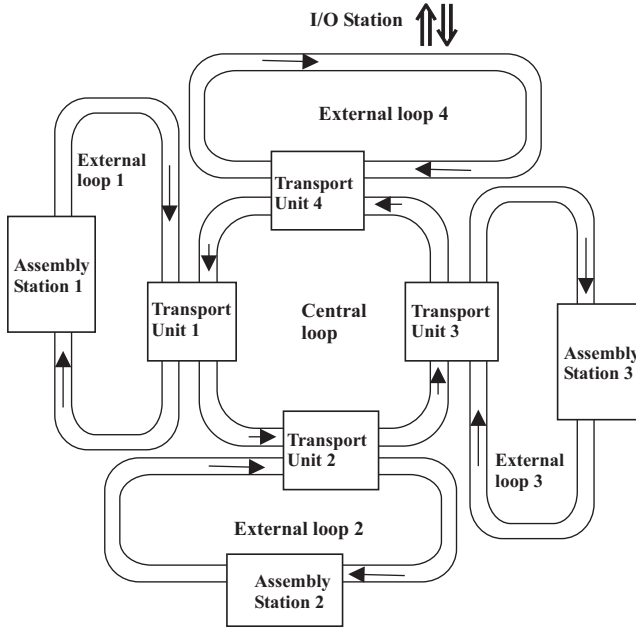 I/O Station
External loop 4
External
loop 1
Transport
Unit 4
Assembly
Station 1
Transport
Unit 1
Central
loop
Transport
Unit 3
Assembly
Station 3
Transport
Unit 2
External
loop 3
External loop 2
Assembly
Station 2